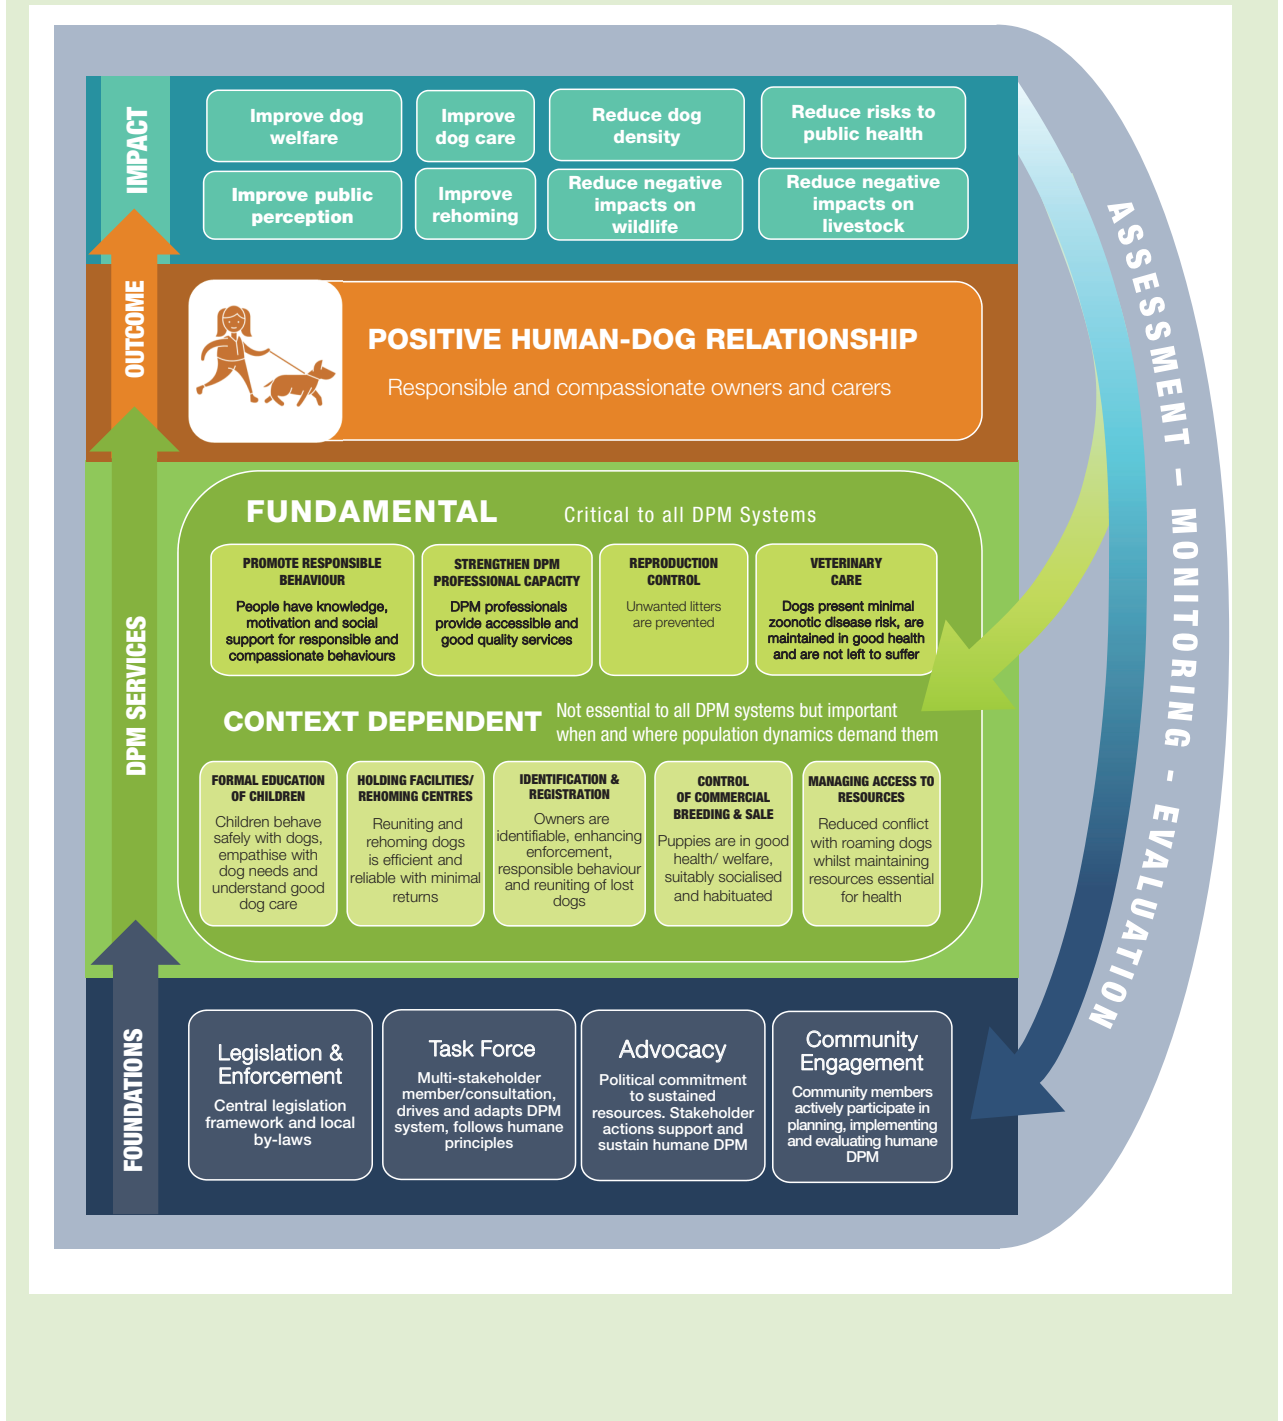 IMPACT
Improve dog
welfare
Improve
dog care
Reduce dog
density
Reduce risks to
public health
Improve public
perception
Improve
rehoming
Reduce negative
impacts on
wildlife
Reduce negative
impacts on
livestock
OUTCOME
POSITIVE HUMAN-DOG RELATIONSHIP
Responsible and compassionate owners and carers
DPM SERVICES
FUNDAMENTAL
Critical to all DPM Systems
PROMOTE RESPONSIBLE
BEHAVIOUR
People have knowledge,
motivation and social
support for responsible and
compassionate behaviours
STRENGTHEN DPM
PROFESSIONAL CAPACITY
DPM professionals
provide accessible and
good quality services
REPRODUCTION
CONTROL
Unwanted litters
are prevented
VETERINARY
CARE
Dogs present minimal
zoonotic disease risk, are
maintained in good health
and are not left to suffer
CONTEXT DEPENDENT
Not essential to all DPM systems but important
when and where population dynamics demand them
FORMAL EDUCATION
OF CHILDREN
Children behave
safely with dogs,
empathise with
dog needs and
understand good
dog care
HOLDING FACILITIES/
REHOMING CENTRES
Reuniting and
rehoming dogs
is efficient and
reliable with minimal
returns
IDENTIFICATION &
REGISTRATION
Owners are
identifiable, enhancing
enforcement,
responsible behaviour
and reuniting of lost
dogs
CONTROL
OF COMMERCIAL
BREEDING & SALE
Puppies are in good
health/ welfare,
suitably socialised
and habituated
MANAGING ACCESS TO
RESOURCES
Reduced conflict
with roaming dogs
whilst maintaining
resources essential
for health
FOUNDATIONS
Legislation &
Enforcement
Central legislation
framework and local
by-laws
Task Force
Multi-stakeholder
member/consultation,
drives and adapts DPM
system, follows humane
principles
Advocacy
Political commitment
to sustained
resources. Stakeholder
actions support and
sustain humane DPM
Community
Engagement
Community members
actively participate in
planning, implementing
and evaluating humane
DPM
ASSESSMENT – MONITORING - EVALUATION